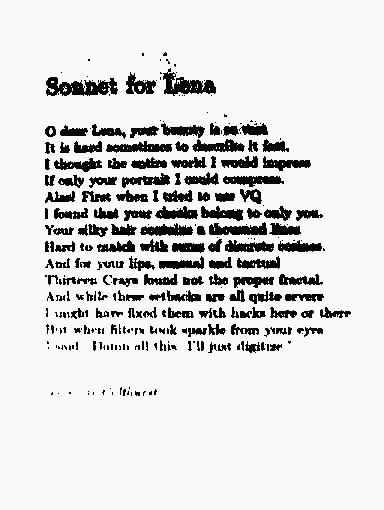 Sonnet for Lena
O dear Lena, your beauty is so vast
It is hard sometimes to describe it fast.
I thought the entire world I would impress
If only your portrait I could compress.
Alas! First when I tried to use VQ
I found that your cheeks belong to only you.
Your silky hair contains a thousand lines
Hard to match with sums of discrete cosines.
And for your lips, sensual and tactual
Thirteen Crays found not the proper fractal.
And while these setbacks are all quite severe
I might have fixed them with hacks here or there
But when filters took sparkle from your eyes
I said, Damn all this. I'll just digitize."